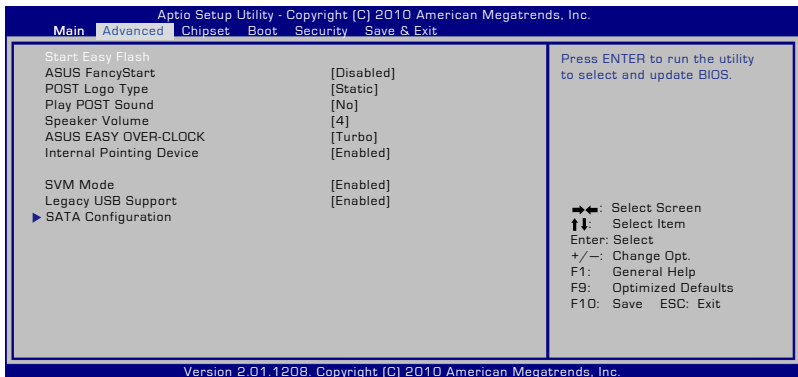 Aptio Setup Utility - Copyright (C) 2010 American Megatrends, Inc.
Main Advanced Chipset Boot Security Save & Exit
Start Easy Flash
ASUS FancyStart [Disabled]
POST Logo Type [Static]
Play POST Sound [No]
Speaker Volume [4]
ASUS EASY OVER-CLOCK [Turbo]
Internal Pointing Device [Enabled]
SVM Mode [Enabled]
Legacy USB Support [Enabled]
SATA Configuration
Press ENTER to run the utility
to select and update BIOS.
→←: Select Screen
↑↓: Select Item
Enter: Select
+/—: Change Opt.
F1: General Help
F9: Optimized Defaults
F10: Save ESC: Exit
Version 2.01.1208. Copyright (C) 2010 American Megatrends, Inc.